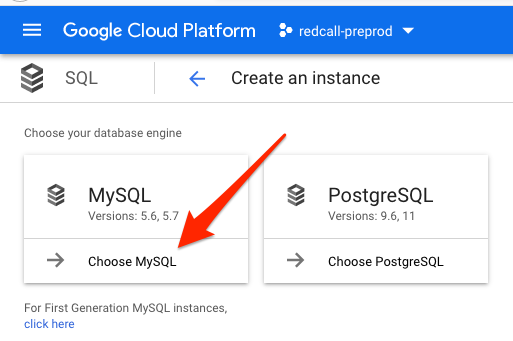 Google Cloud Platform redcall-preprod
SQL Create an instance
Choose your database engine
MySQL
Versions: 5.6, 5.7
Choose MySQL
PostgreSQL
Versions: 9.6, 11
Choose PostgreSQL
For First Generation MySQL instances,
click here